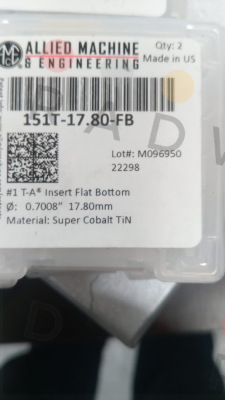 ALLIED MACHINE
& ENGINEERING
Qty: 2
Made in US
151T-17.80-FB
Lot#: M096950
22298
#1 T-A® Insert Flat Bottom
Ø: 0.7008" 17.80mm
Material: Super Cobalt TiN